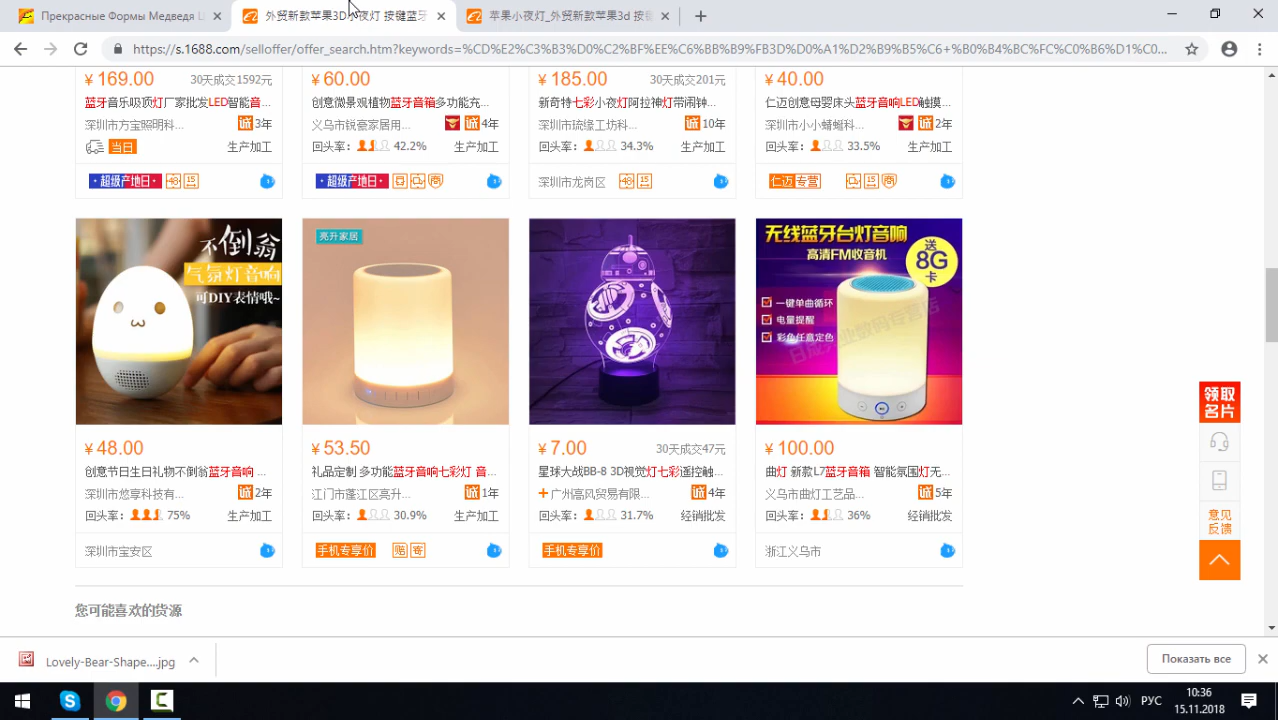 Прекрасные Формы Медведя Ц
外贸新款苹果3D小夜灯 按键蓝牙
苹果小夜灯_外贸新款苹果3d 按键
https://s.1688.com/selloffer/offer_search.htm?keywords=%CD%E2%C3%B3%D0%C2%BF%EE%C6%BB%B9%FB3D%D0%A1%D2%B9%B5%C6+%B0%B4%BC%FC%C0%B6%D1%C0...
¥ 169.00 30天成交1592元
蓝牙音乐吸顶灯厂家批发LED智能音...
深圳市方宝照明科... 诚 3年
当日 生产加工
· 超级产地日 · 48 15
¥ 60.00
创意微景观植物蓝牙音箱多功能充...
义乌市锐豪家居用... 诚 4年
回头率: 42.2% 生产加工
· 超级产地日 ·
¥ 185.00 30天成交201元
新奇特七彩小夜灯阿拉神灯带闹钟...
深圳市琉缘工坊科... 诚 10年
回头率: 34.3% 生产加工
深圳市龙岗区 48 15
¥ 40.00
仁迈创意母婴床头蓝牙音响LED触摸...
深圳市小小蛹蜓科... 诚 2年
回头率: 33.5% 生产加工
仁迈 专营 15 商
不倒翁
气氛灯音响
可DIY表情哦~
亮升家居
无线蓝牙台灯音响
高清FM收音机
送
8G
卡
一键单曲循环
电量提醒
彩色任意定色
¥ 48.00
创意节日生日礼物不倒翁蓝牙音响 ...
深圳市悠享科技有... 诚 2年
回头率: 75% 生产加工
深圳市宝安区
¥ 53.50
礼品定制 多功能蓝牙音响七彩灯 音...
江门市蓬江区亮升... 诚 1年
回头率: 30.9% 生产加工
手机专享价
¥ 7.00 30天成交47元
星球大战BB-8 3D视觉灯七彩遥控触...
广州高风贸易有限... 诚 4年
回头率: 31.7% 经销批发
手机专享价
¥ 100.00
曲灯 新款L7蓝牙音箱 智能氛围灯无...
义乌市曲灯工艺品... 诚 5年
回头率: 36% 经销批发
浙江义乌市
您可能喜欢的货源
领取
名片
意见
反馈
Lovely-Bear-Shape....jpg
Показать все
РУС
10:36
15.11.2018